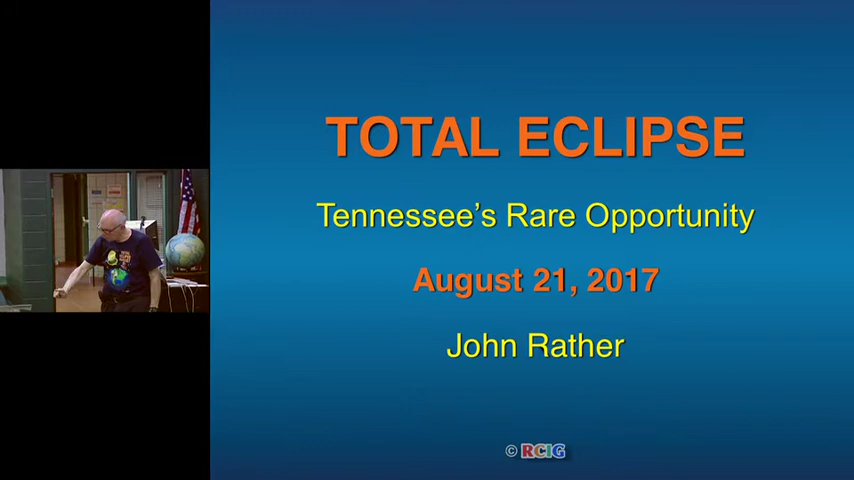 TOTAL ECLIPSE
Tennessee's Rare Opportunity
August 21, 2017
John Rather
© RCIG